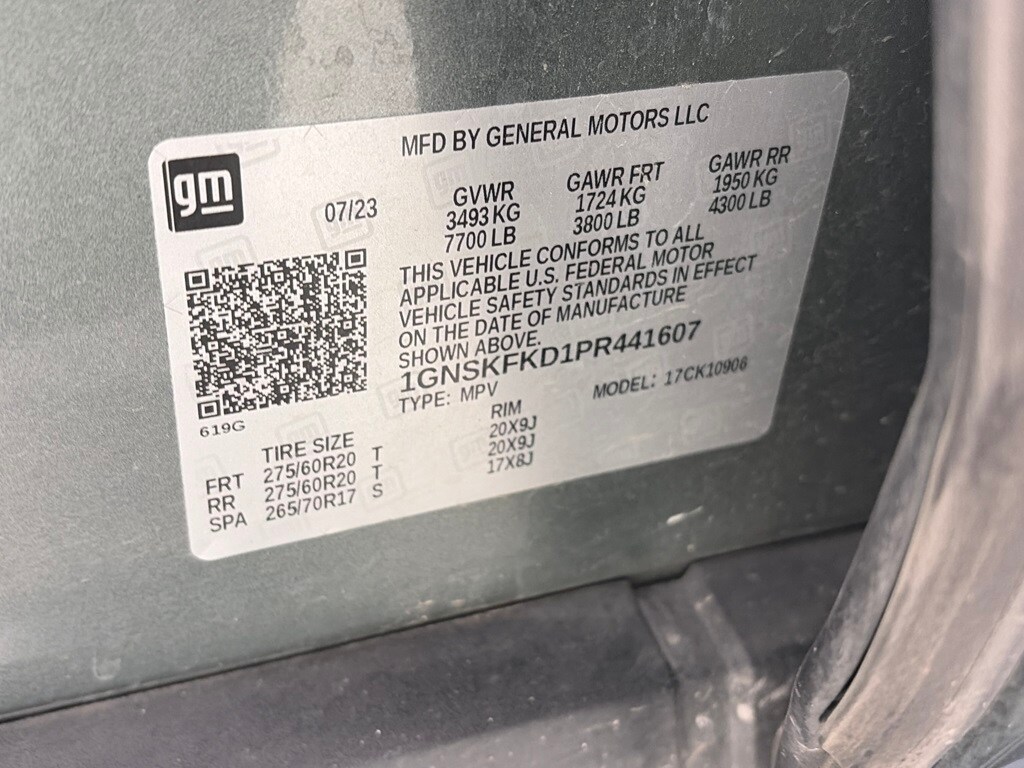 MFD BY GENERAL MOTORS LLC
gm
07/23
GVWR GAWR FRT GAWR RR
3493 KG 1724 KG 1950 KG
7700 LB 3800 LB 4300 LB
THIS VEHICLE CONFORMS TO ALL
APPLICABLE U.S. FEDERAL MOTOR
VEHICLE SAFETY STANDARDS IN EFFECT
ON THE DATE OF MANUFACTURE
SHOWN ABOVE.
1GNSKFKD1PR441607
TYPE: MPV MODEL: 17CK10906
619G
TIRE SIZE RIM
FRT 275/60R20 T 20X9J
RR 275/60R20 T 20X9J
SPA 265/70R17 S 17X8J